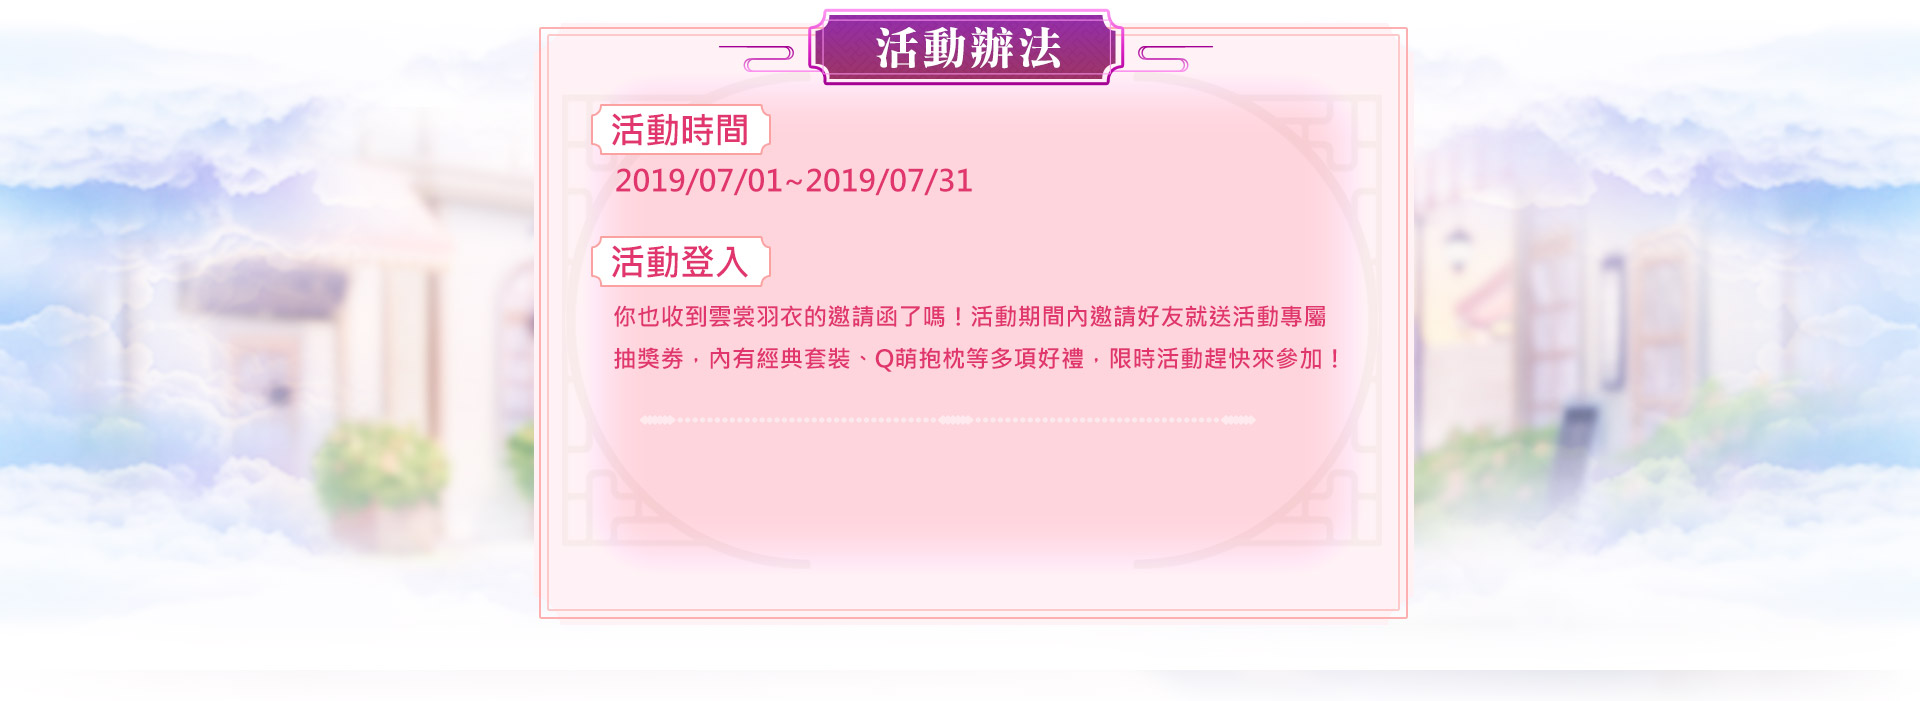 活動辦法
活動時間
2019/07/01~2019/07/31
活動登入
你也收到雲裳羽衣的邀請函了嗎！活動期間內邀請好友就送活動專屬
抽獎券，內有經典套裝、Q萌抱枕等多項好禮，限時活動趕快來參加！